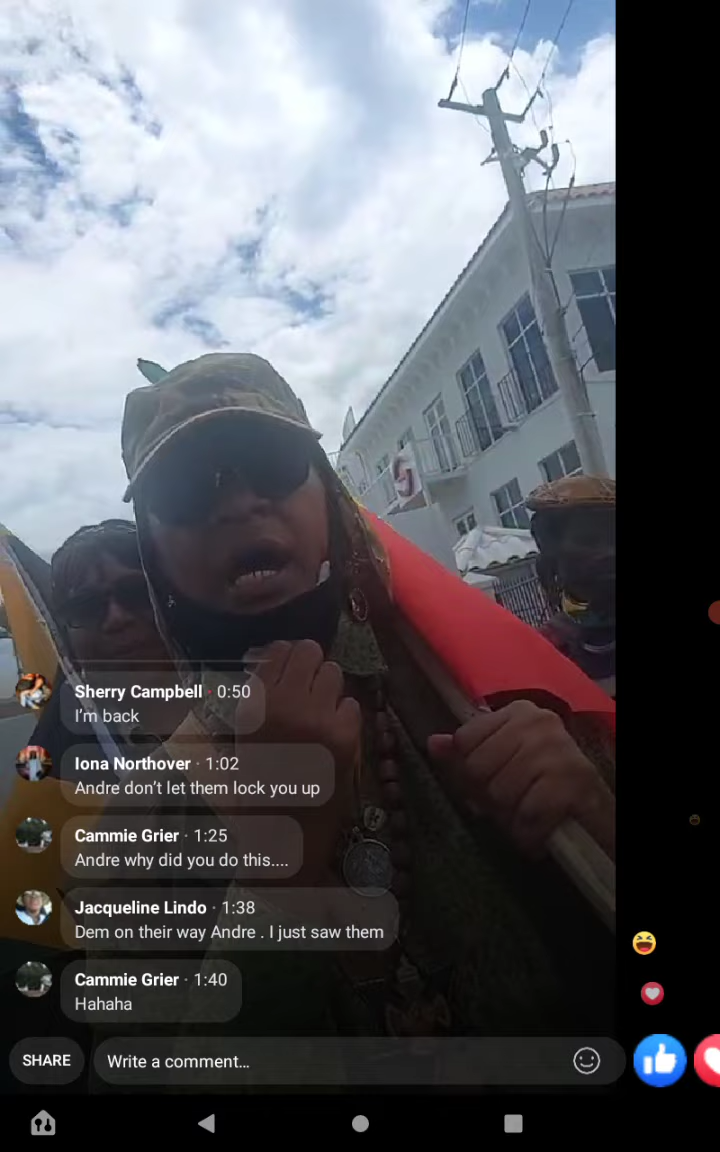 Sherry Campbell · 0:50
I'm back
Iona Northover · 1:02
Andre don't let them lock you up
Cammie Grier · 1:25
Andre why did you do this....
Jacqueline Lindo · 1:38
Dem on their way Andre . I just saw them
Cammie Grier · 1:40
Hahaha
SHARE
Write a comment...